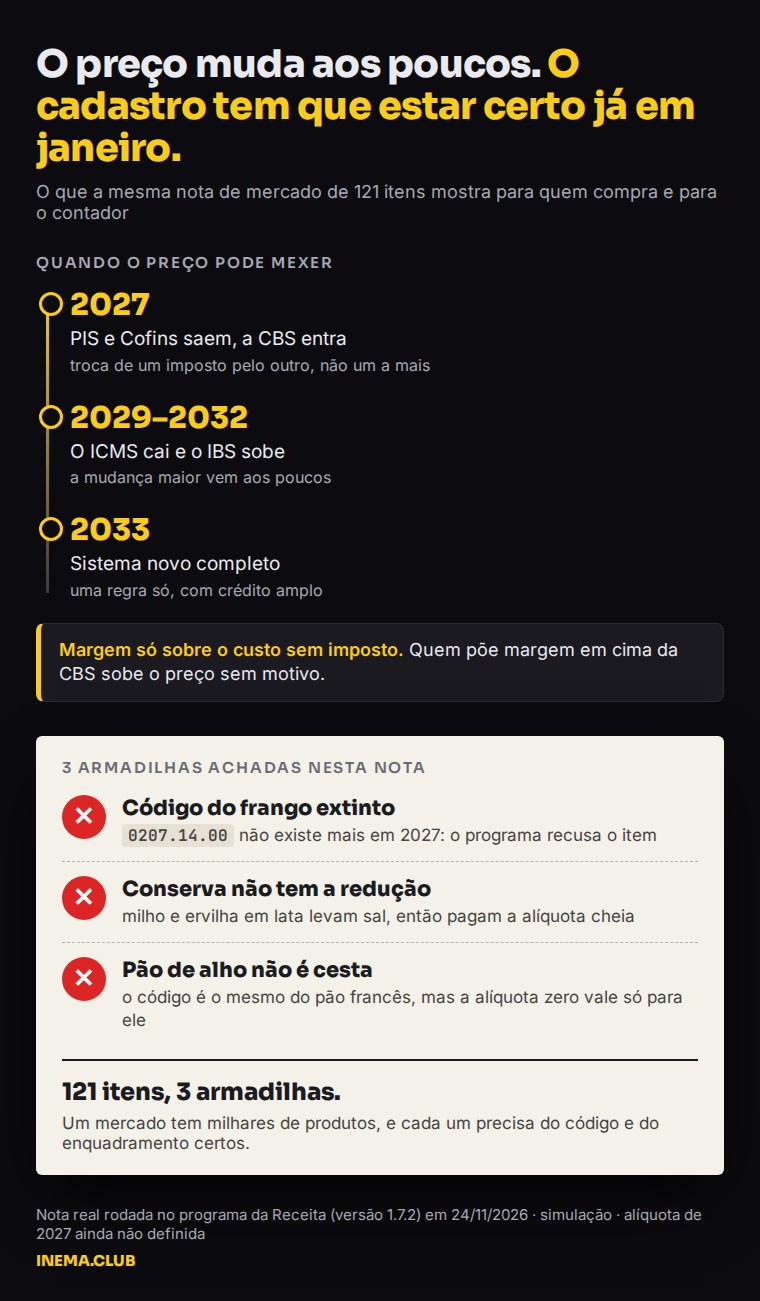 O preço muda aos poucos. O
cadastro tem que estar certo já em
janeiro.
O que a mesma nota de mercado de 121 itens mostra para quem compra e para
o contador
QUANDO O PREÇO PODE MEXER
2027
PIS e Cofins saem, a CBS entra
troca de um imposto pelo outro, não um a mais
2029–2032
O ICMS cai e o IBS sobe
a mudança maior vem aos poucos
2033
Sistema novo completo
uma regra só, com crédito amplo
Margem só sobre o custo sem imposto. Quem põe margem em cima da
CBS sobe o preço sem motivo.
3 ARMADILHAS ACHADAS NESTA NOTA
Código do frango extinto
0207.14.00 não existe mais em 2027: o programa recusa o item
Conserva não tem a redução
milho e ervilha em lata levam sal, então pagam a alíquota cheia
Pão de alho não é cesta
o código é o mesmo do pão francês, mas a alíquota zero vale só para
ele
121 itens, 3 armadilhas.
Um mercado tem milhares de produtos, e cada um precisa do código e do
enquadramento certos.
Nota real rodada no programa da Receita (versão 1.7.2) em 24/11/2026 · simulação · alíquota de
2027 ainda não definida
INEMA.CLUB